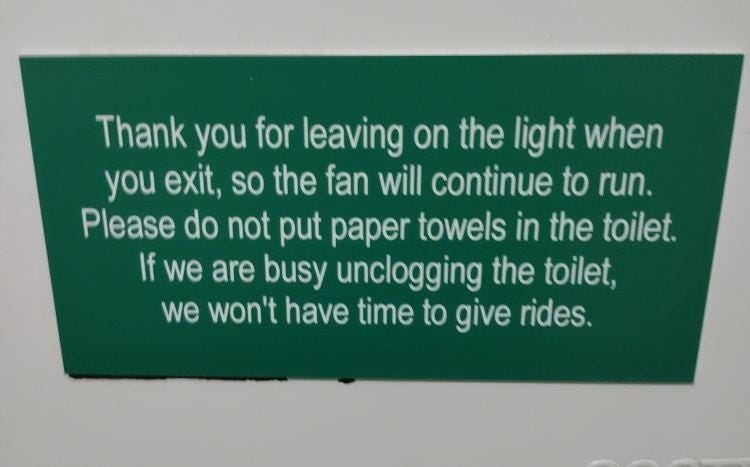 Thank you for leaving on the light when
you exit, so the fan will continue to run.
Please do not put paper towels in the toilet.
If we are busy unclogging the toilet,
we won't have time to give rides.